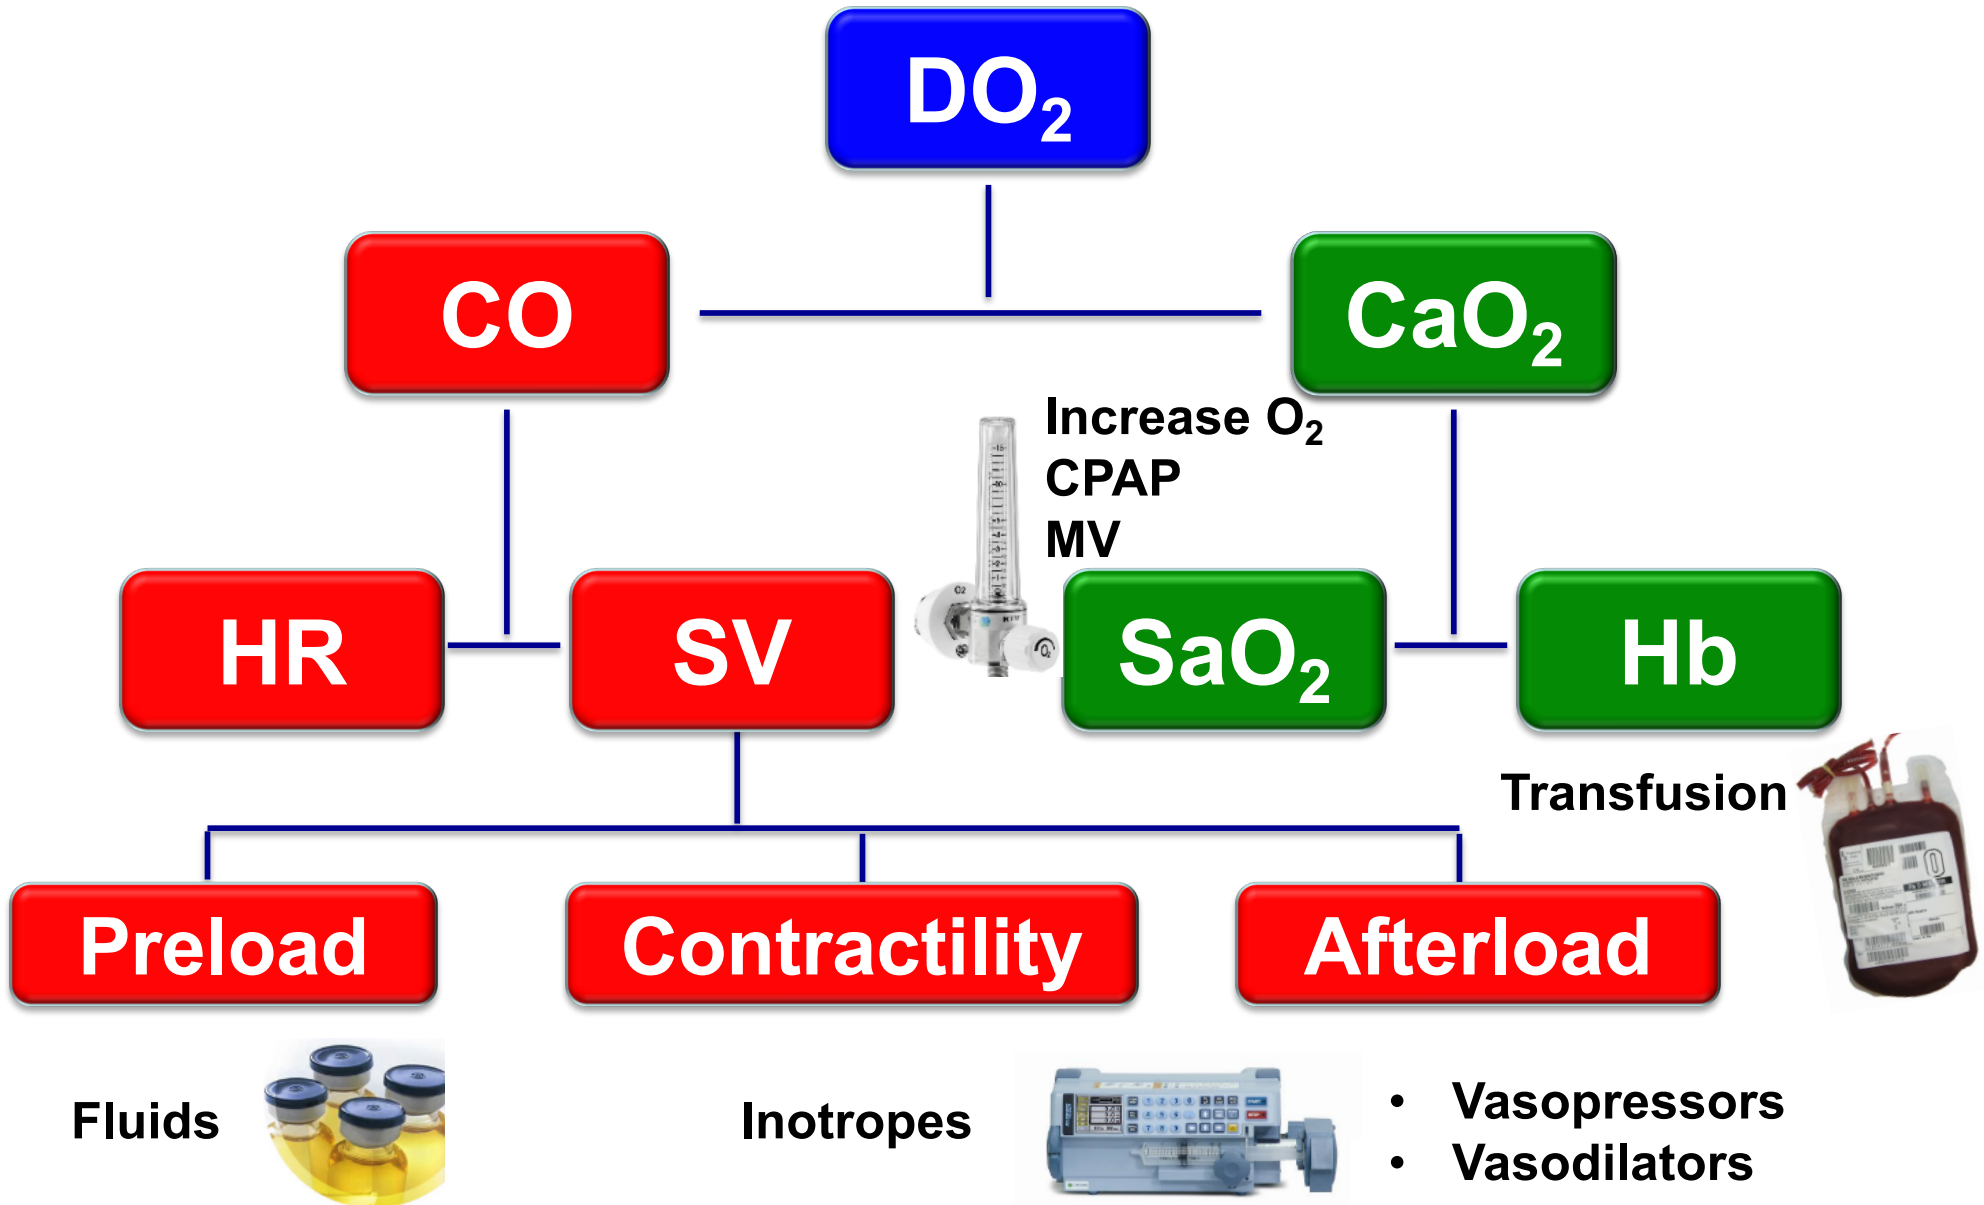 DO₂
CO
CaO₂
Increase O₂
CPAP
MV
HR
SV
SaO₂
Hb
Transfusion
Preload
Contractility
Afterload
Fluids
Inotropes
• Vasopressors
• Vasodilators